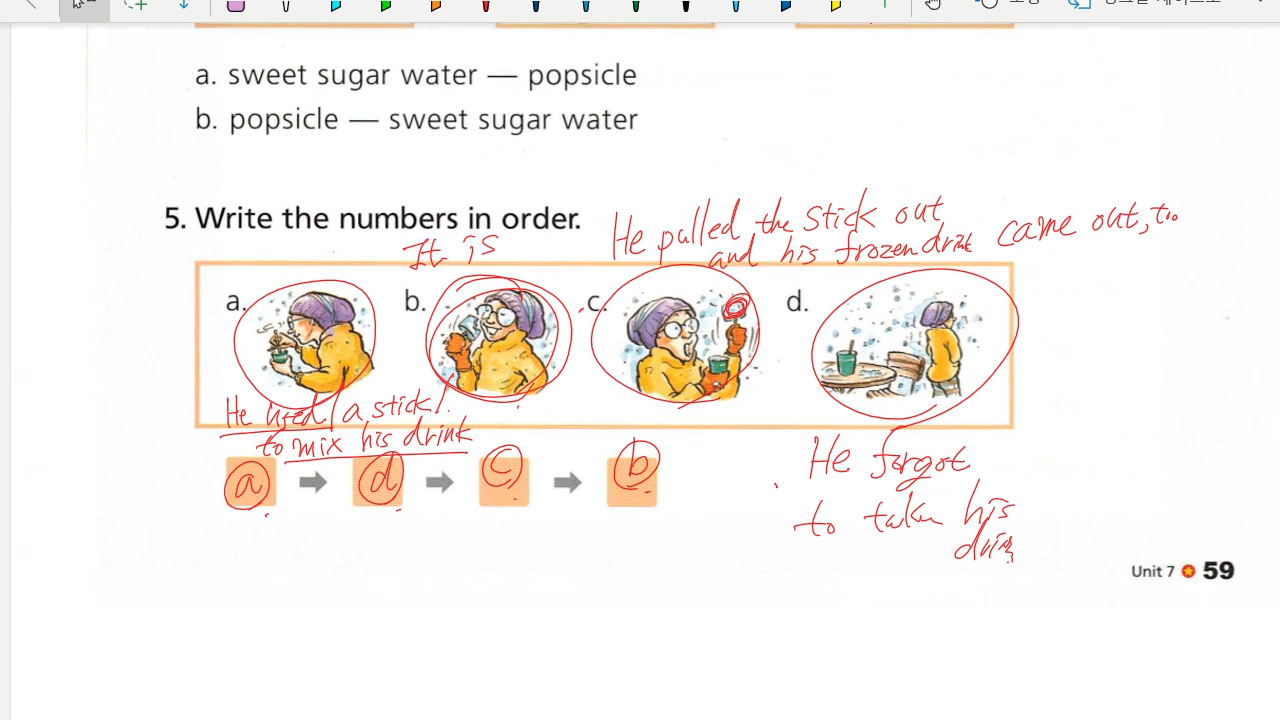 a. sweet sugar water — popsicle
b. popsicle — sweet sugar water
5. Write the numbers in order.
He pulled the stick out
and his frozen drink came out, too
It is
a. b. c. d.
He used a stick
to mix his drink
a d c b
He forgot
to taken his
drink
Unit 7 59